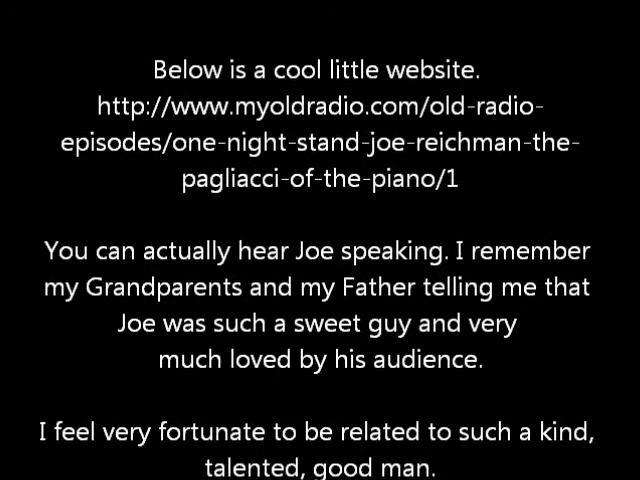 Below is a cool little website.
http://www.myoldradio.com/old-radio-
episodes/one-night-stand-joe-reichman-the-
pagliacci-of-the-piano/1
You can actually hear Joe speaking. I remember
my Grandparents and my Father telling me that
Joe was such a sweet guy and very
much loved by his audience.
I feel very fortunate to be related to such a kind,
talented, good man.